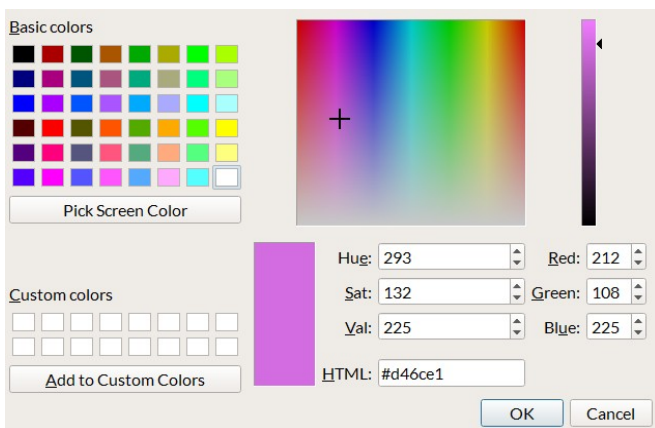 Basic colors
Pick Screen Color
Hue: 293
Red: 212
Custom colors
Sat: 132
Green: 108
Val: 225
Blue: 225
HTML: #d46ce1
Add to Custom Colors
OK
Cancel